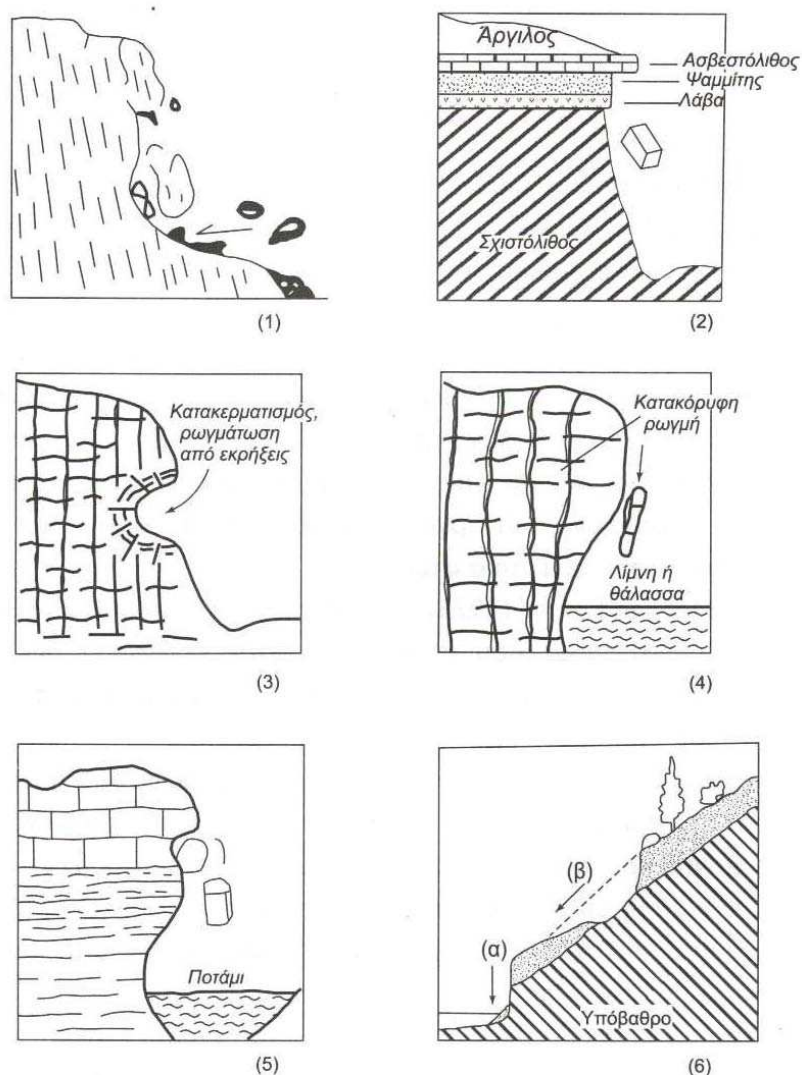 Άργιλος
Ασβεστόλιθος
Ψαμμίτης
Λάβα
Σχιστόλιθος
(1)
(2)
Κατακερματισμός,
ρωγμάτωση
από εκρήξεις
Κατακόρυφη
ρωγμή
Λίμνη ή
θάλασσα
(3)
(4)
Ποτάμι
(β)
(α)
Υπόβαθρο
(5)
(6)